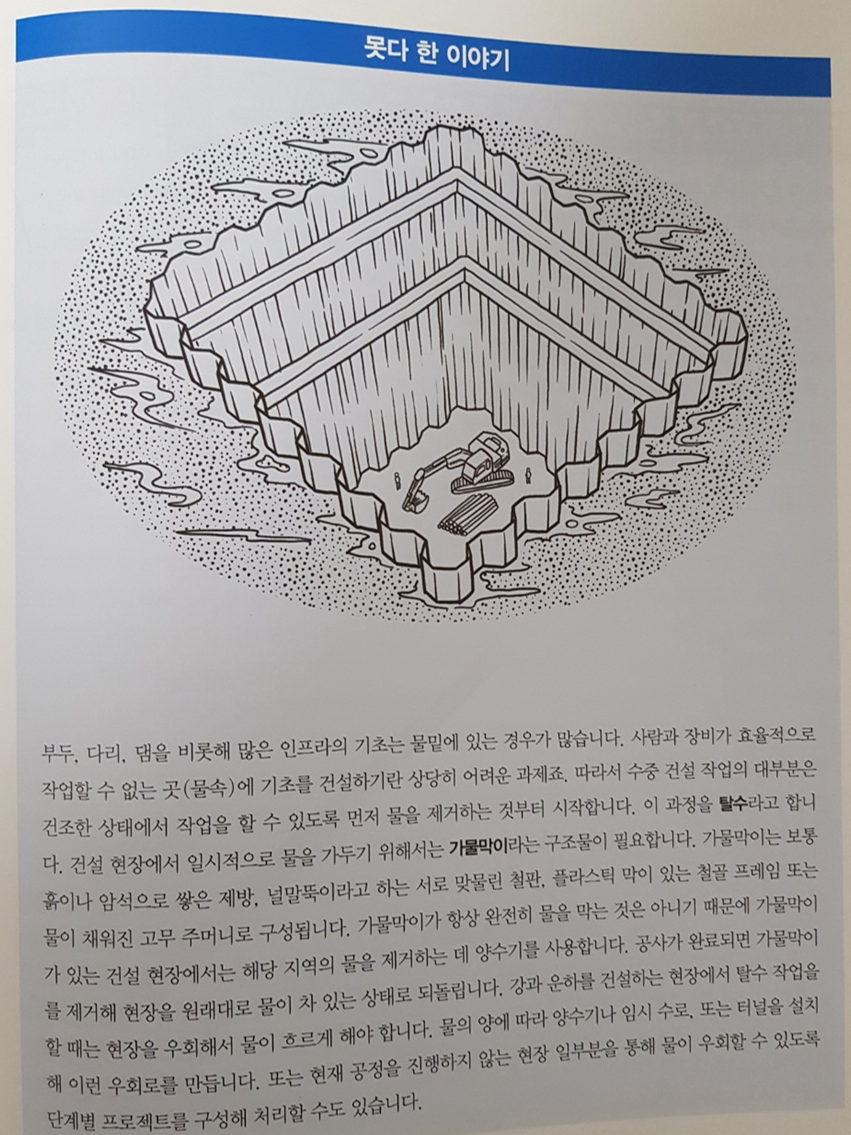 못다 한 이야기
부두, 다리, 댐을 비롯해 많은 인프라의 기초는 물밑에 있는 경우가 많습니다. 사람과 장비가 효율적으로
작업할 수 없는 곳(물속)에 기초를 건설하기란 상당히 어려운 과제죠. 따라서 수중 건설 작업의 대부분은
건조한 상태에서 작업을 할 수 있도록 먼저 물을 제거하는 것부터 시작합니다. 이 과정을 탈수라고 합니
다. 건설 현장에서 일시적으로 물을 가두기 위해서는 가물막이라는 구조물이 필요합니다. 가물막이는 보통
흙이나 암석으로 쌓은 제방, 널말뚝이라고 하는 서로 맞물린 철판, 플라스틱 막이 있는 철골 프레임 또는
물이 채워진 고무 주머니로 구성됩니다. 가물막이가 항상 완전히 물을 막는 것은 아니기 때문에 가물막이
가 있는 건설 현장에서는 해당 지역의 물을 제거하는 데 양수기를 사용합니다. 공사가 완료되면 가물막이
를 제거해 현장을 원래대로 물이 차 있는 상태로 되돌립니다. 강과 운하를 건설하는 현장에서 탈수 작업을
할 때는 현장을 우회해서 물이 흐르게 해야 합니다. 물의 양에 따라 양수기나 임시 수로, 또는 터널을 설치
해 이런 우회로를 만듭니다. 또는 현재 공정을 진행하지 않는 현장 일부분을 통해 물이 우회할 수 있도록
단계별 프로젝트를 구성해 처리할 수도 있습니다.